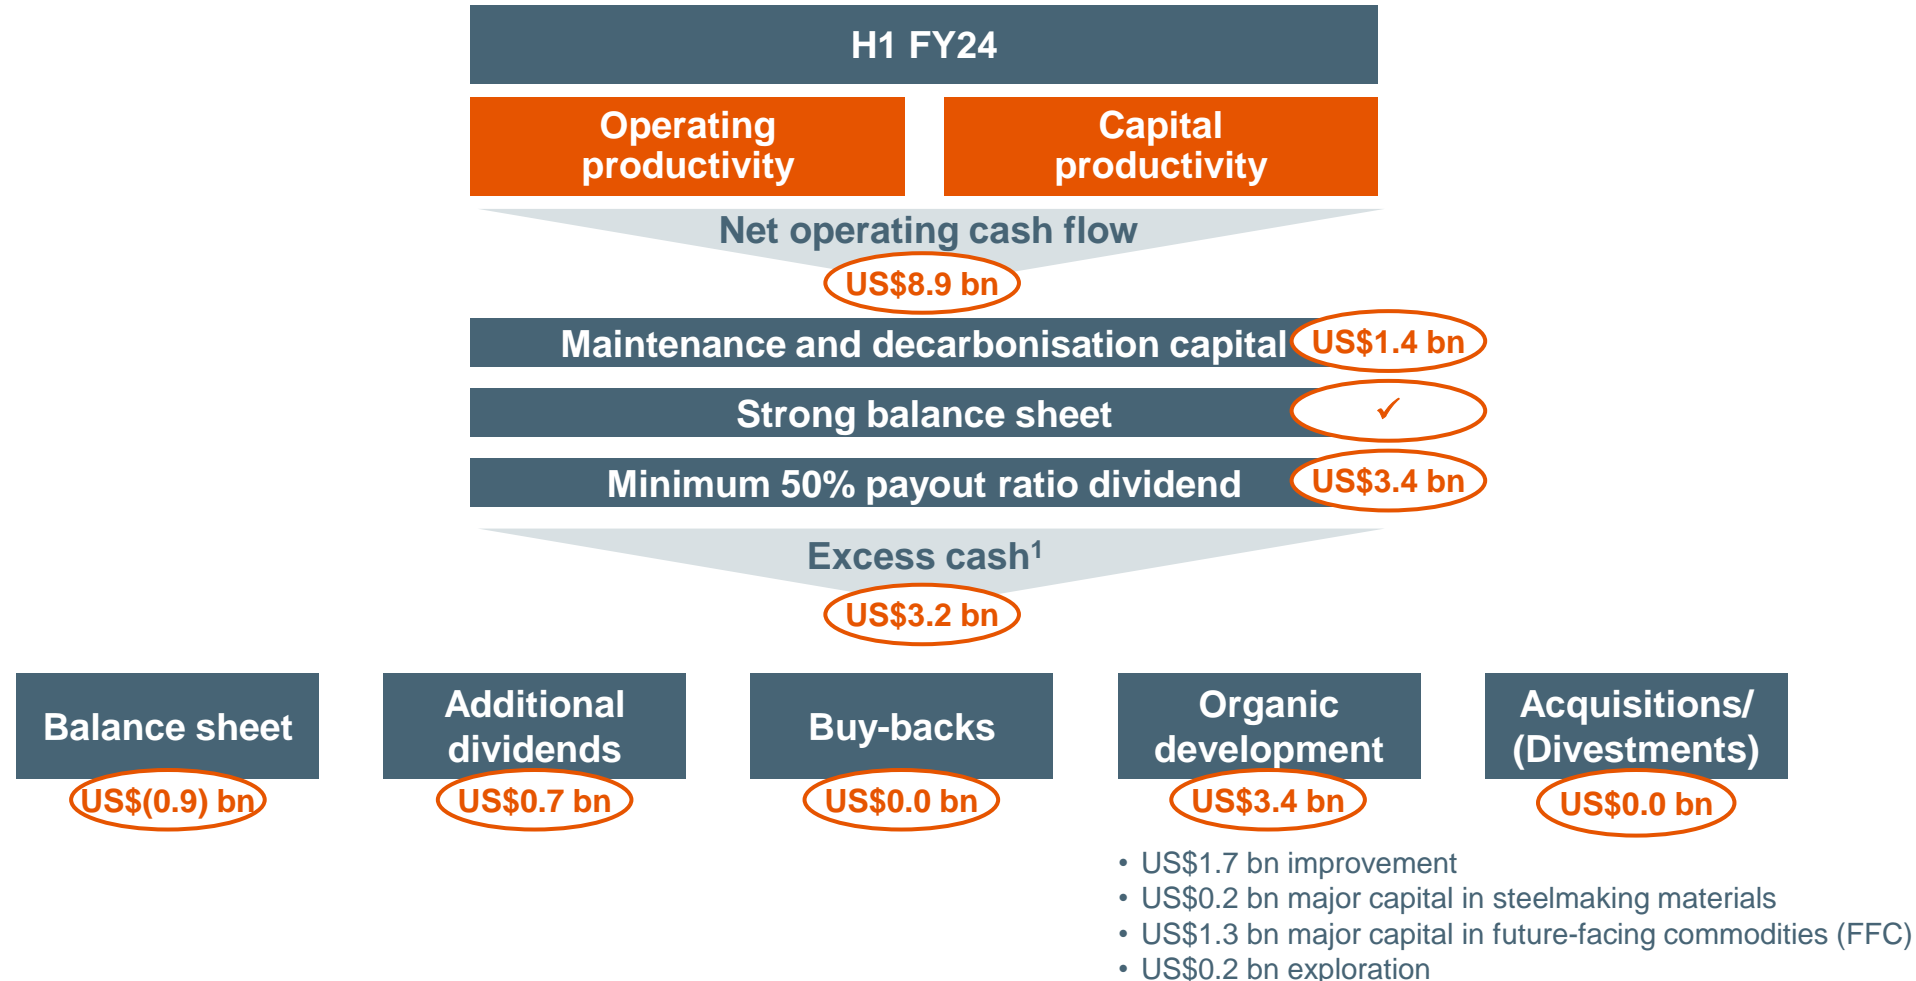 H1 FY24
Operating
productivity
Capital
productivity
Net operating cash flow
US$8.9 bn
Maintenance and decarbonisation capital
US$1.4 bn
Strong balance sheet
✓
Minimum 50% payout ratio dividend
US$3.4 bn
Excess cash¹
US$3.2 bn
Balance sheet
US$(0.9) bn
Additional
dividends
US$0.7 bn
Buy-backs
US$0.0 bn
Organic
development
US$3.4 bn
• US$1.7 bn improvement
• US$0.2 bn major capital in steelmaking materials
• US$1.3 bn major capital in future-facing commodities (FFC)
• US$0.2 bn exploration
Acquisitions/
(Divestments)
US$0.0 bn